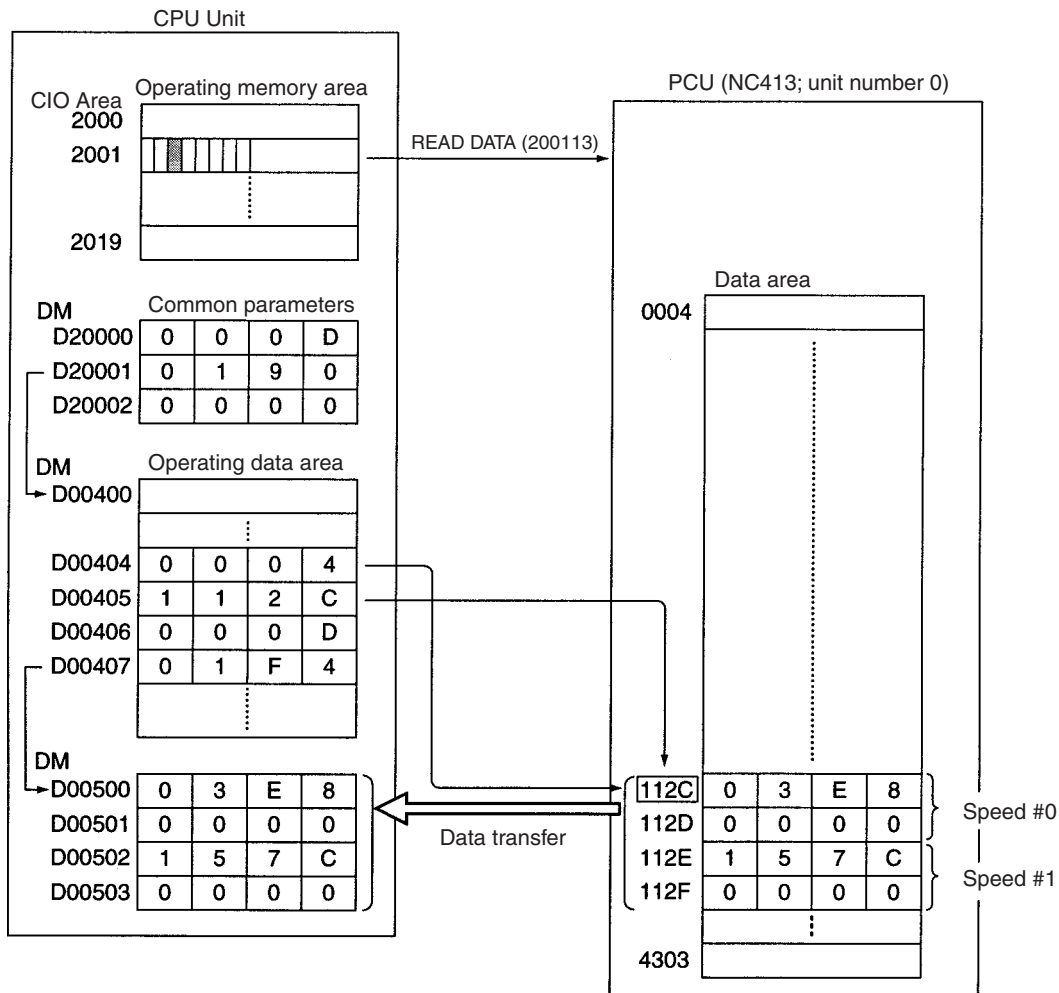 CPU Unit
Operating memory area
CIO Area
2000
2001
2019
READ DATA (200113)
PCU (NC413; unit number 0)
DM
Common parameters
D20000 0 0 0 D
D20001 0 1 9 0
D20002 0 0 0 0
DM
Operating data area
D00400
D00404 0 0 0 4
D00405 1 1 2 C
D00406 0 0 0 D
D00407 0 1 F 4
DM
D00500 0 3 E 8
D00501 0 0 0 0
D00502 1 5 7 C
D00503 0 0 0 0
Data transfer
Data area
0004
112C 0 3 E 8
112D 0 0 0 0
Speed #0
112E 1 5 7 C
112F 0 0 0 0
Speed #1
4303